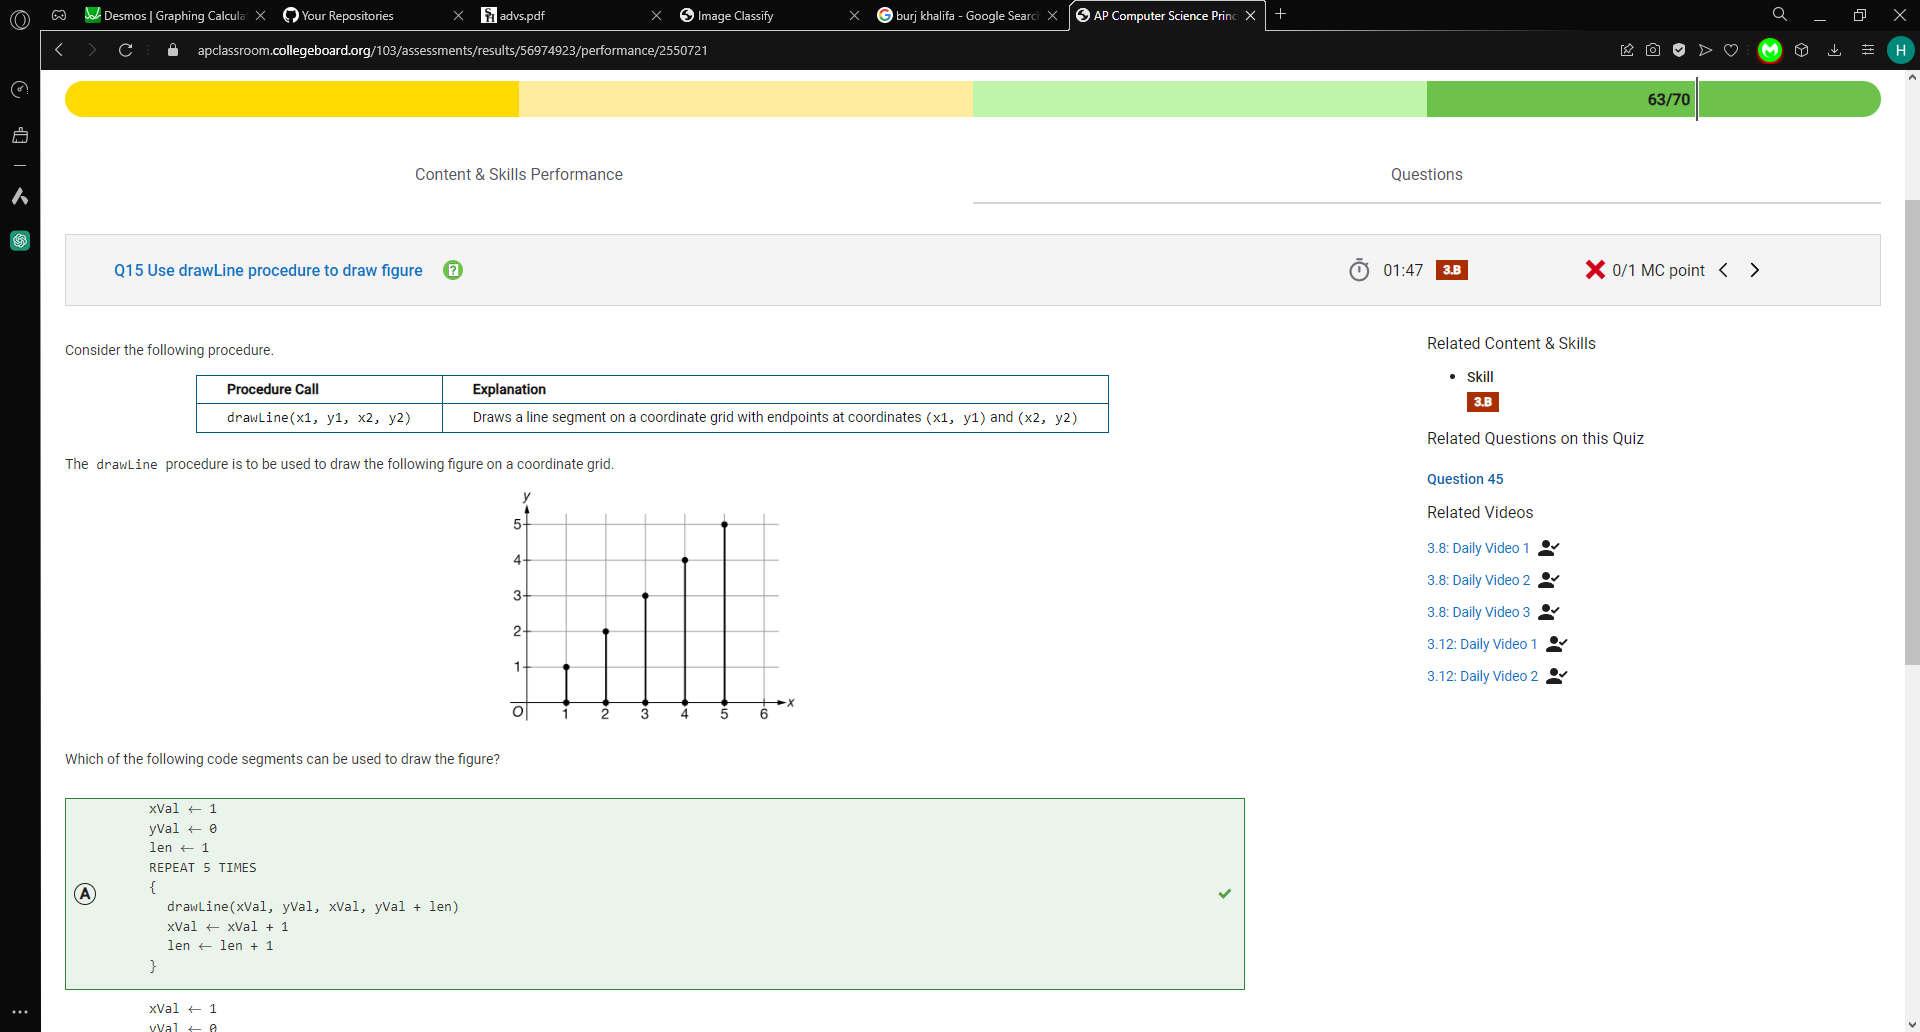 Desmos | Graphing Calcula
Your Repositories
advs.pdf
Image Classify
burj khalifa - Google Searc
AP Computer Science Princ
apclassroom.collegeboard.org/103/assessments/results/56974923/performance/2550721
H
63/70
Content & Skills Performance
Questions
Q15 Use drawLine procedure to draw figure
?
01:47
3.B
0/1 MC point
Consider the following procedure.
Procedure Call
Explanation
drawLine(x1, y1, x2, y2)
Draws a line segment on a coordinate grid with endpoints at coordinates (x1, y1) and (x2, y2)
The drawLine procedure is to be used to draw the following figure on a coordinate grid.
y
5
4
3
2
1
O
1
2
3
4
5
6
x
Which of the following code segments can be used to draw the figure?
A
xVal ← 1
yVal ← 0
len ← 1
REPEAT 5 TIMES
{
drawLine(xVal, yVal, xVal, yVal + len)
xVal ← xVal + 1
len ← len + 1
}
xVal ← 1
yVal ← 0
Related Content & Skills
• Skill
3.B
Related Questions on this Quiz
Question 45
Related Videos
3.8: Daily Video 1
3.8: Daily Video 2
3.8: Daily Video 3
3.12: Daily Video 1
3.12: Daily Video 2